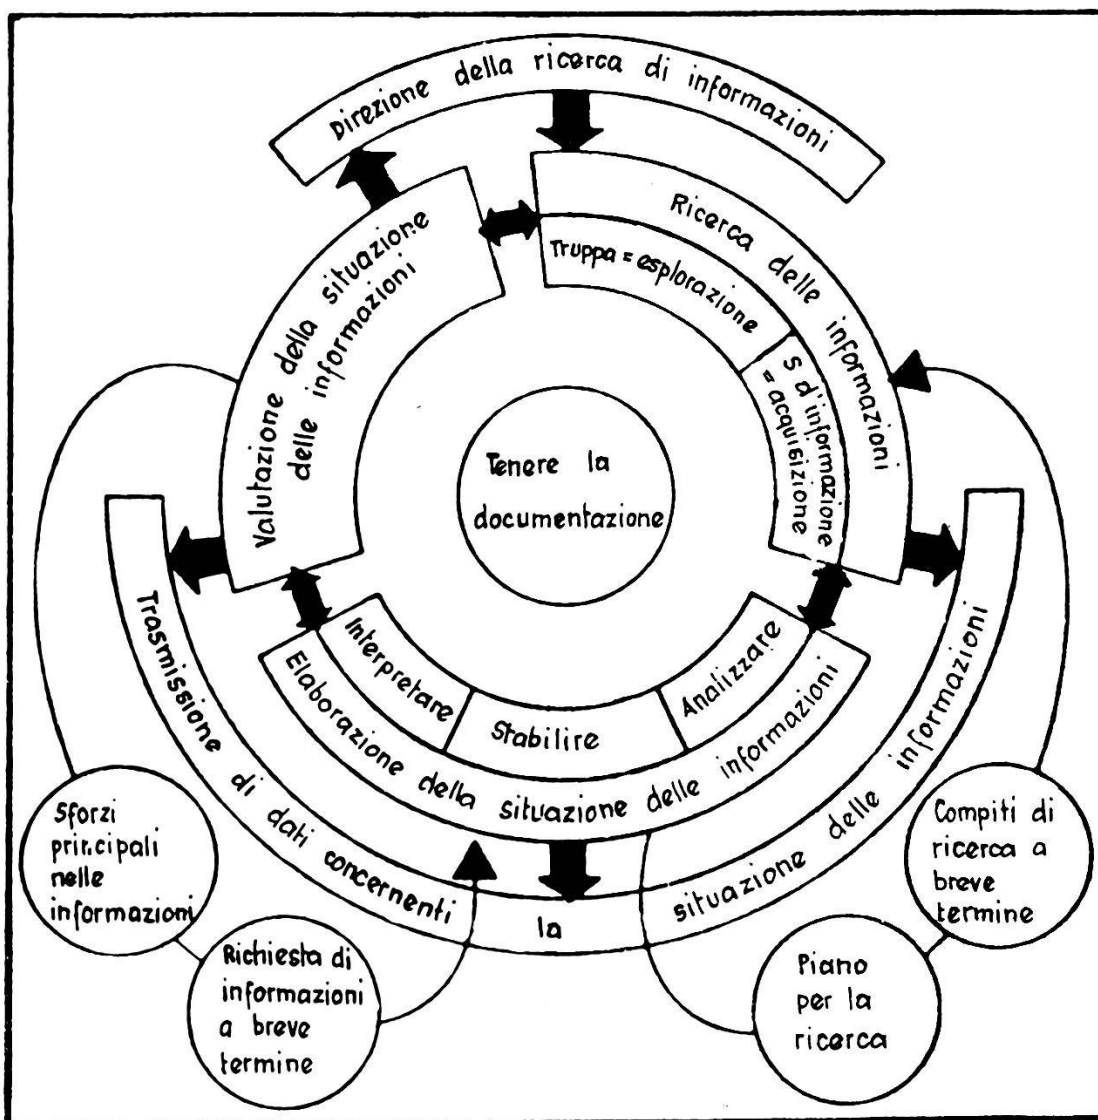 Direzione della ricerca di informazioni
Valutazione della situazione
delle informazioni
Ricerca delle informazioni
Truppa = esplorazione
S d'informazione
= acquisizione
Tenere la
documentazione
Interpretare
Stabilire
Analizzare
Elaborazione della situazione delle informazioni
Trasmissione di dati concernenti la situazione delle informazioni
Sforzi
principali
nelle
informazioni
Richiesta di
informazioni
a breve
termine
Piano
per la
ricerca
Compiti di
ricerca a
breve
termine